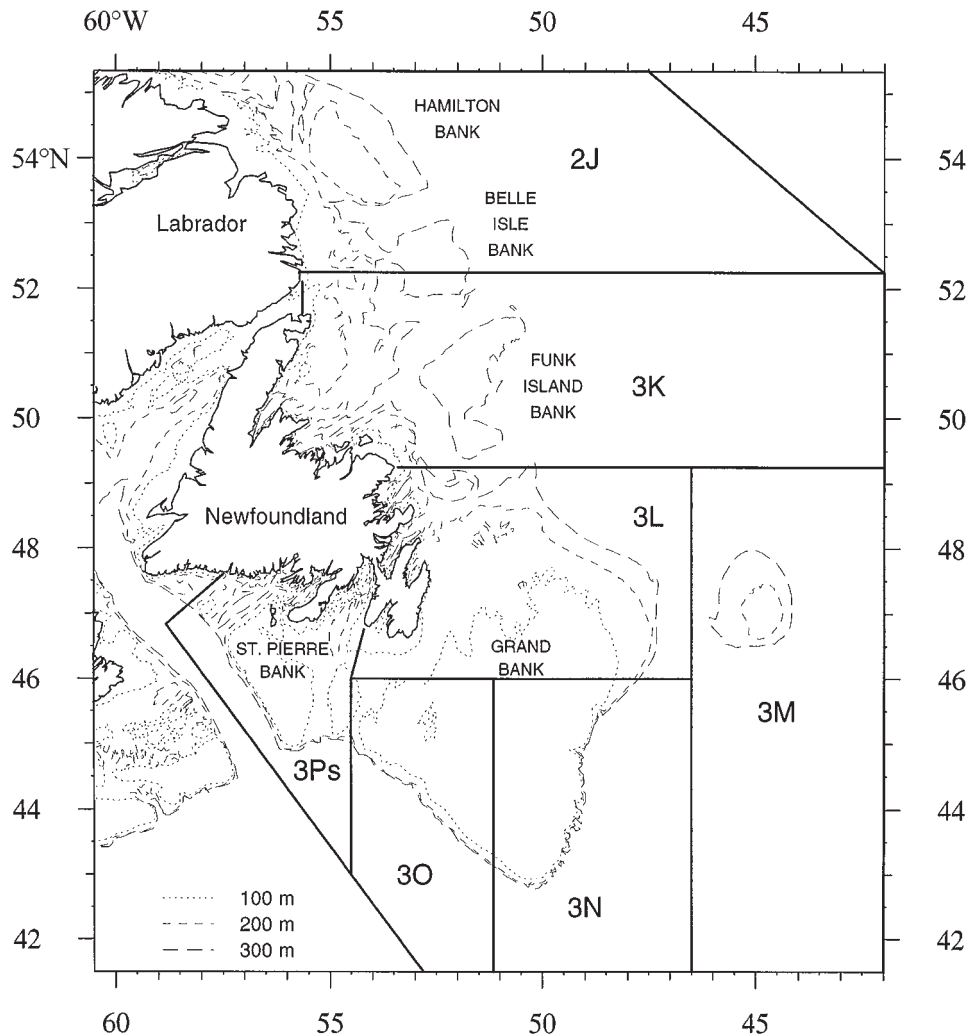 60°W 55 50 45
HAMILTON
BANK
54°N 2J 54
BELLE
ISLE
BANK
Labrador
52 52
FUNK
ISLAND
BANK
3K
50 50
Newfoundland
3L
48 48
ST. PIERRE
BANK
GRAND
BANK
46 46
3M
3Ps
44 44
3O
3N
100 m
200 m
300 m
42 42
60 55 50 45